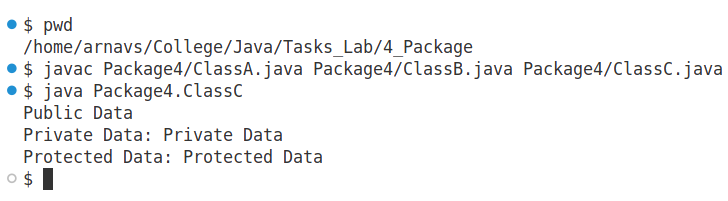 $ pwd
/home/arnavs/College/Java/Tasks_Lab/4_Package
$ javac Package4/ClassA.java Package4/ClassB.java Package4/ClassC.java
$ java Package4.ClassC
Public Data
Private Data: Private Data
Protected Data: Protected Data
$